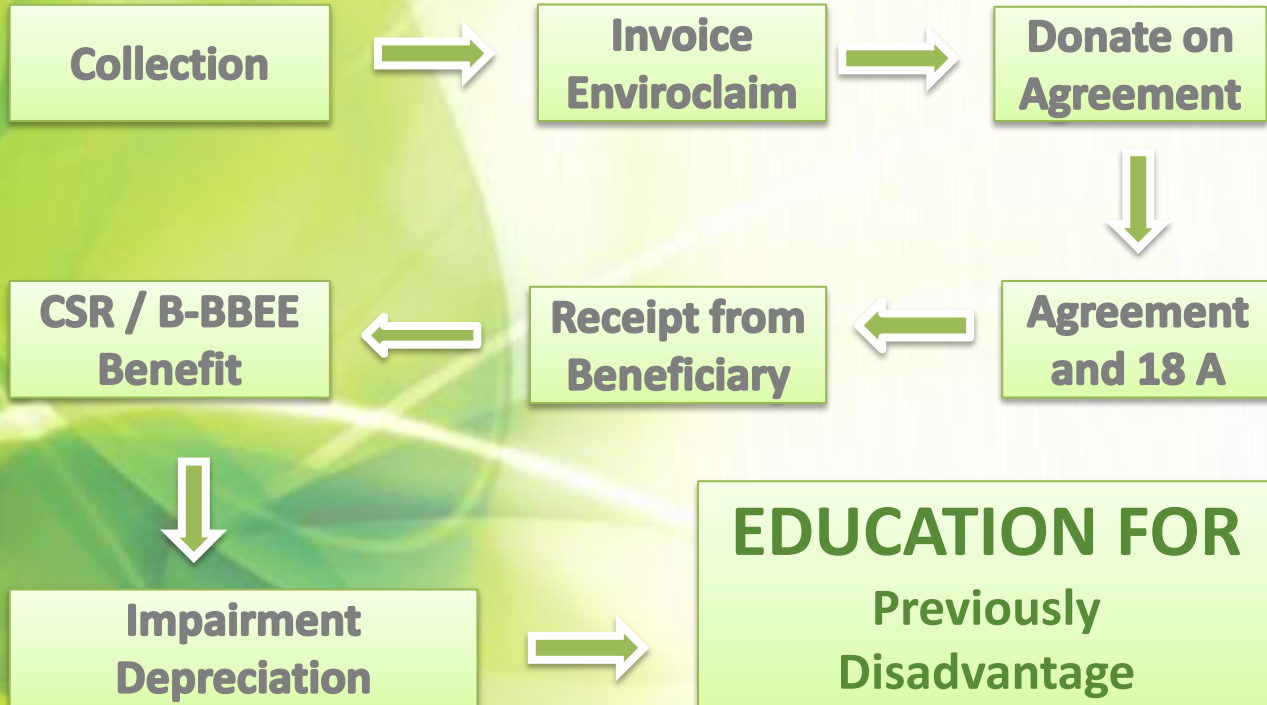 Collection
Invoice
Enviroclaim
Donate on
Agreement
Agreement
and 18 A
Receipt from
Beneficiary
CSR / B-BBEE
Benefit
Impairment
Depreciation
EDUCATION FOR
Previously
Disadvantage